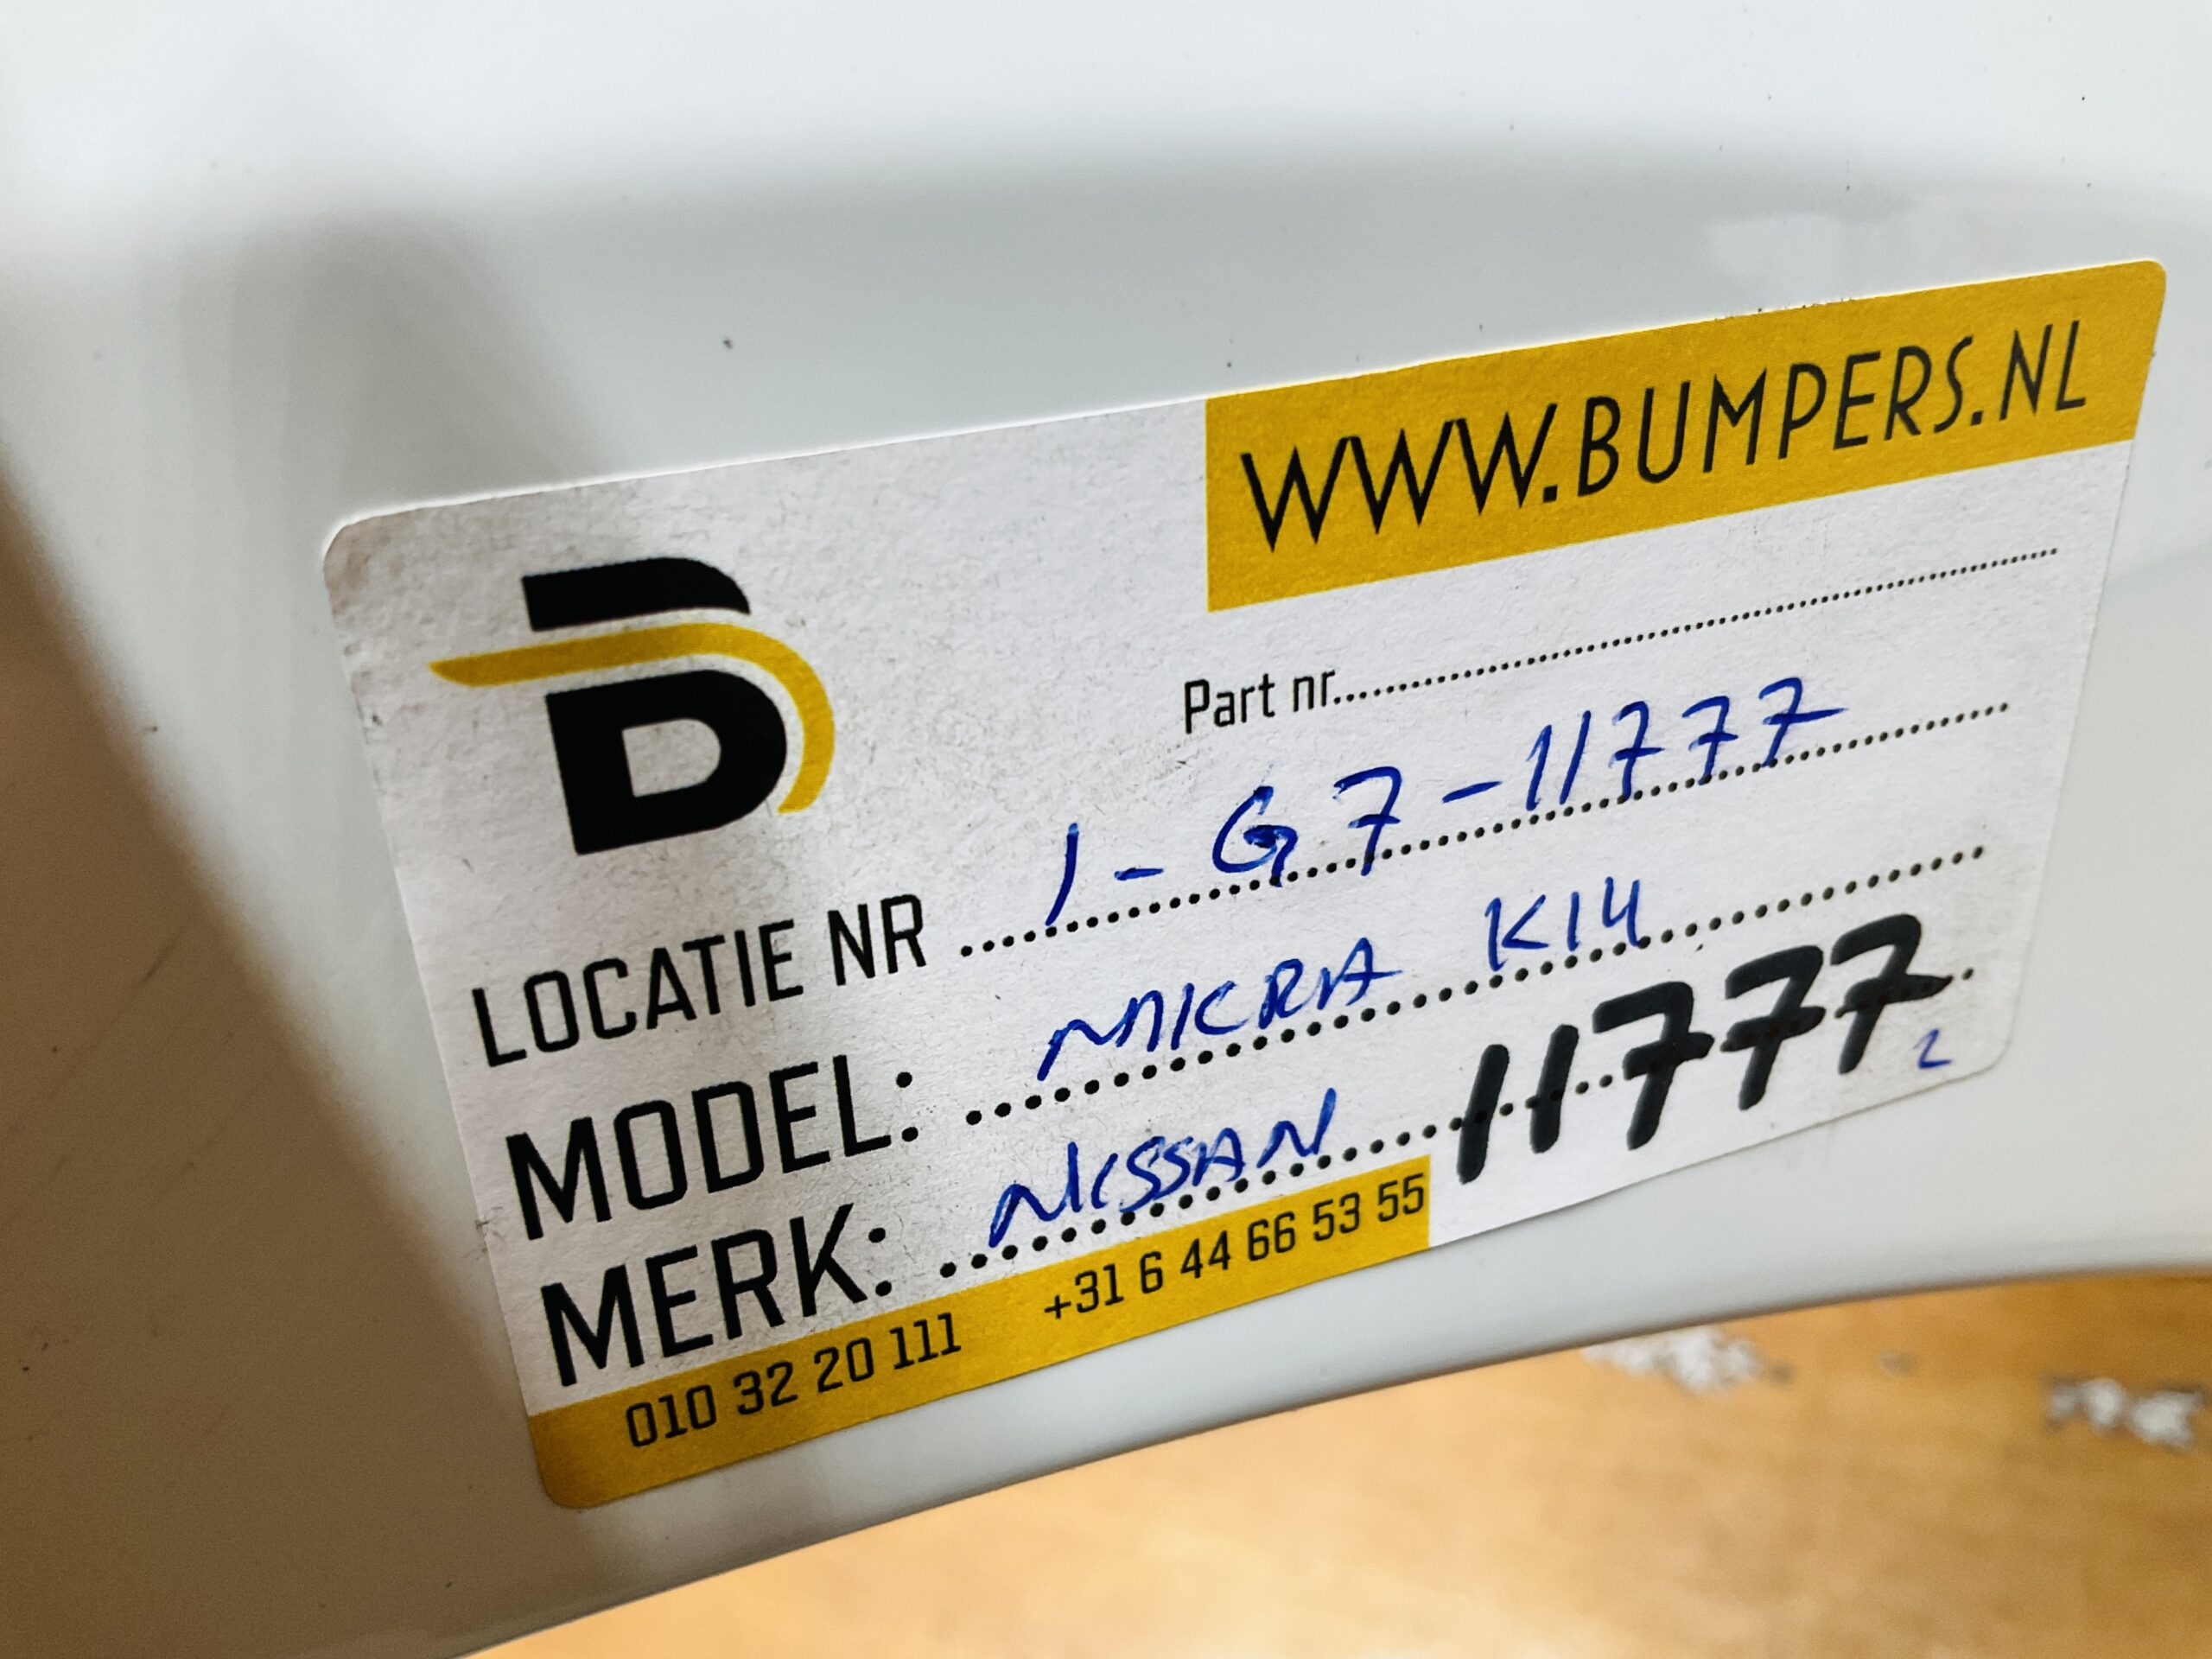 WWW.BUMPERS.NL
B
Part nr....................
LOCATIE NR 1-G7-11777
MODEL: MICRA K14
MERK: NISSAN 11777
2
010 32 20 111 +31 6 44 66 53 55